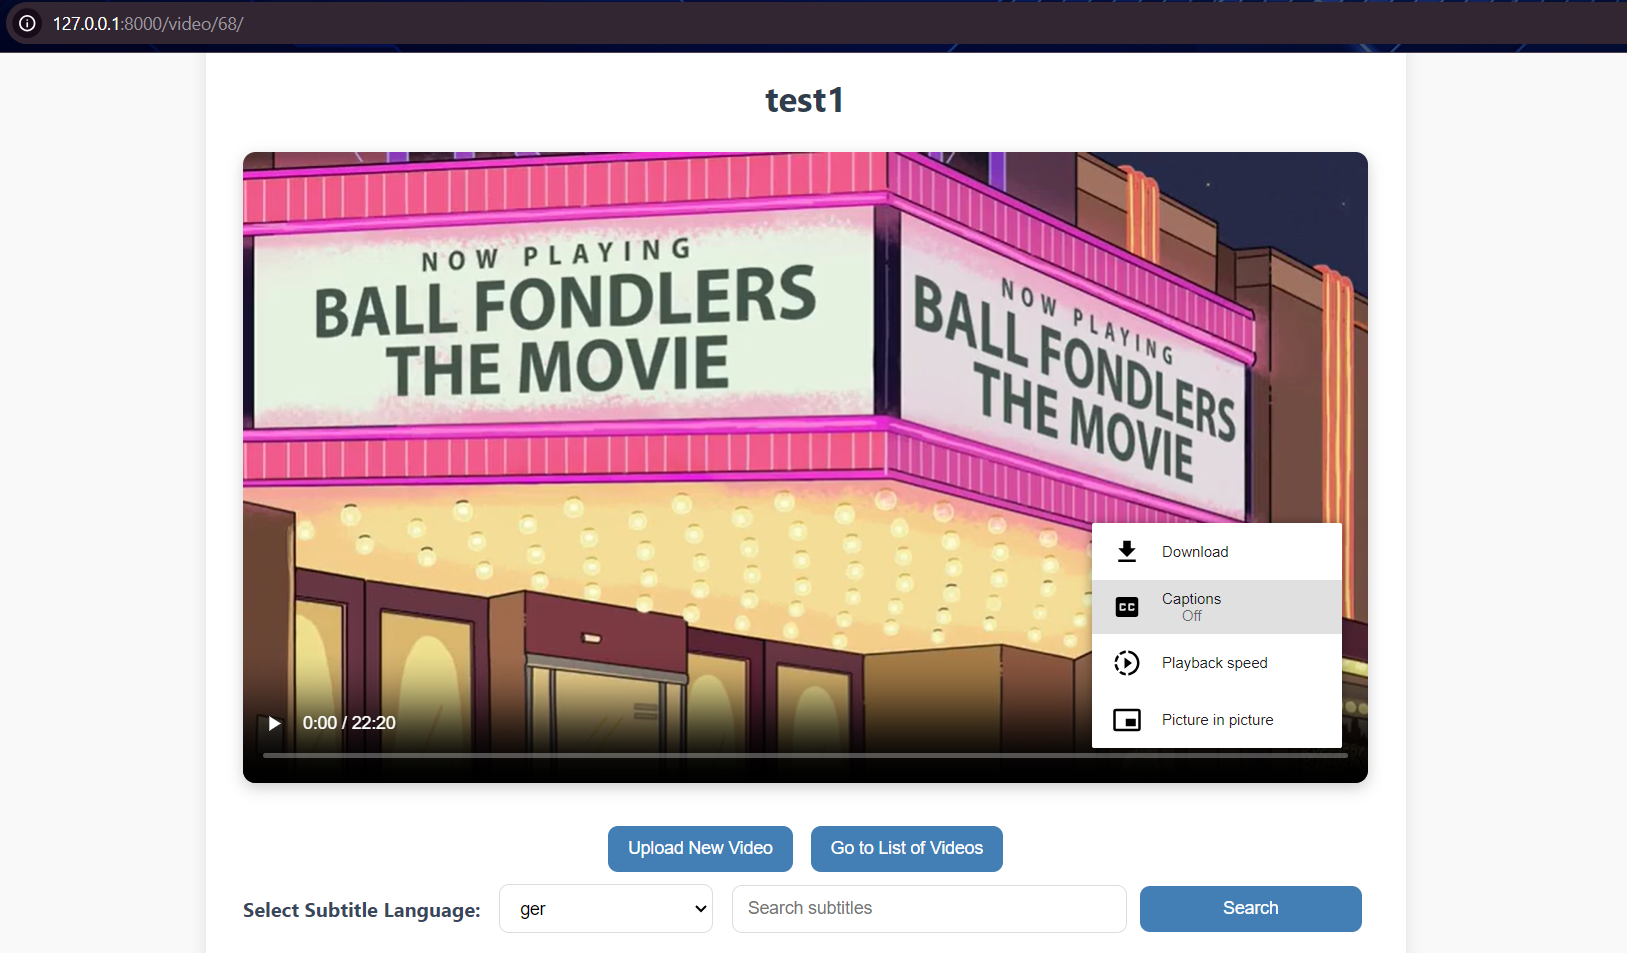 127.0.0.1:8000/video/68/
test1
NOW PLAYING
BALL FONDLERS
THE MOVIE
NOW PLAYING
BALL FONDLERS
THE MOVIE
Download
Captions
Off
Playback speed
Picture in picture
0:00 / 22:20
Upload New Video
Go to List of Videos
Select Subtitle Language:
ger
Search subtitles
Search